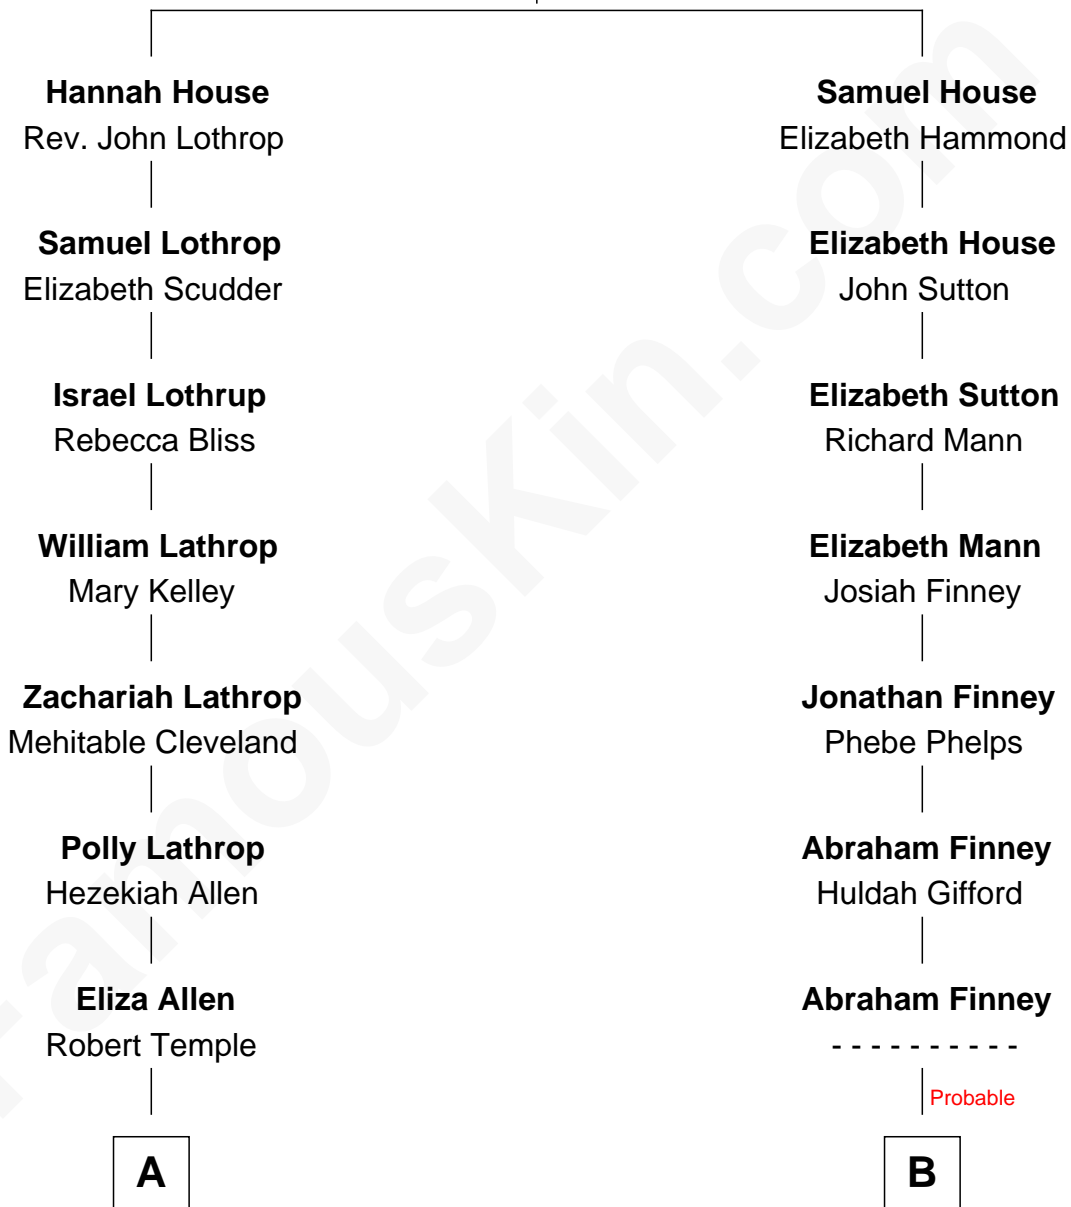 Hannah House
Rev. John Lothrop
Samuel House
Elizabeth Hammond
Samuel Lothrop
Elizabeth Scudder
Elizabeth House
John Sutton
Israel Lothrup
Rebecca Bliss
Elizabeth Sutton
Richard Mann
William Lathrop
Mary Kelley
Elizabeth Mann
Josiah Finney
Zachariah Lathrop
Mehitable Cleveland
Jonathan Finney
Phebe Phelps
Polly Lathrop
Hezekiah Allen
Abraham Finney
Huldah Gifford
Eliza Allen
Robert Temple
Abraham Finney
- - - - - - - - - -
Probable
A
B
FamousKin.com